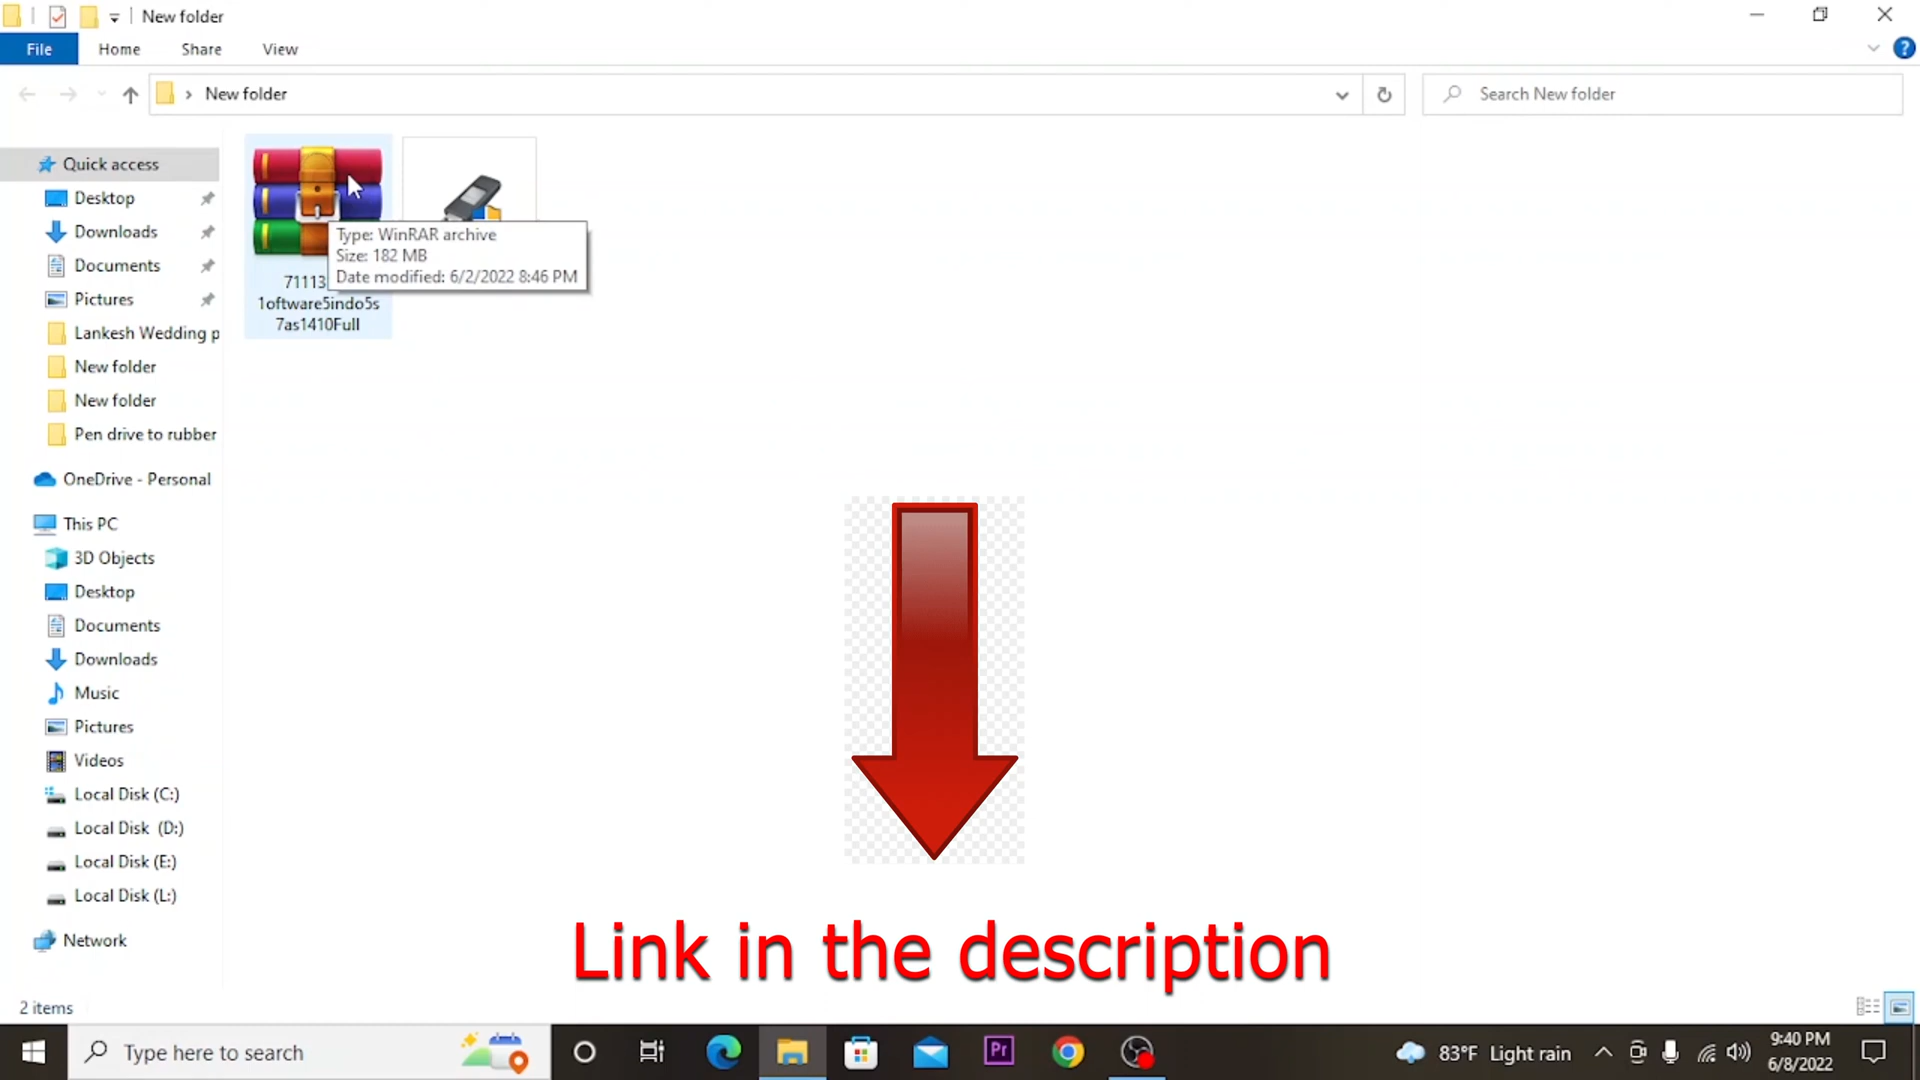 New folder
File Home Share View
New folder
Search New folder
Quick access
Desktop
Downloads
Documents
Pictures
Lankesh Wedding p
New folder
New folder
Pen drive to rubber
OneDrive - Personal
This PC
3D Objects
Desktop
Documents
Downloads
Music
Pictures
Videos
Local Disk (C:)
Local Disk (D:)
Local Disk (E:)
Local Disk (L:)
Network
Type: WinRAR archive
Size: 182 MB
Date modified: 6/2/2022 8:46 PM
71113
1oftware5indo5s
7as1410Full
Link in the description
2 items
Type here to search
Pr
83°F Light rain
9:40 PM
6/8/2022